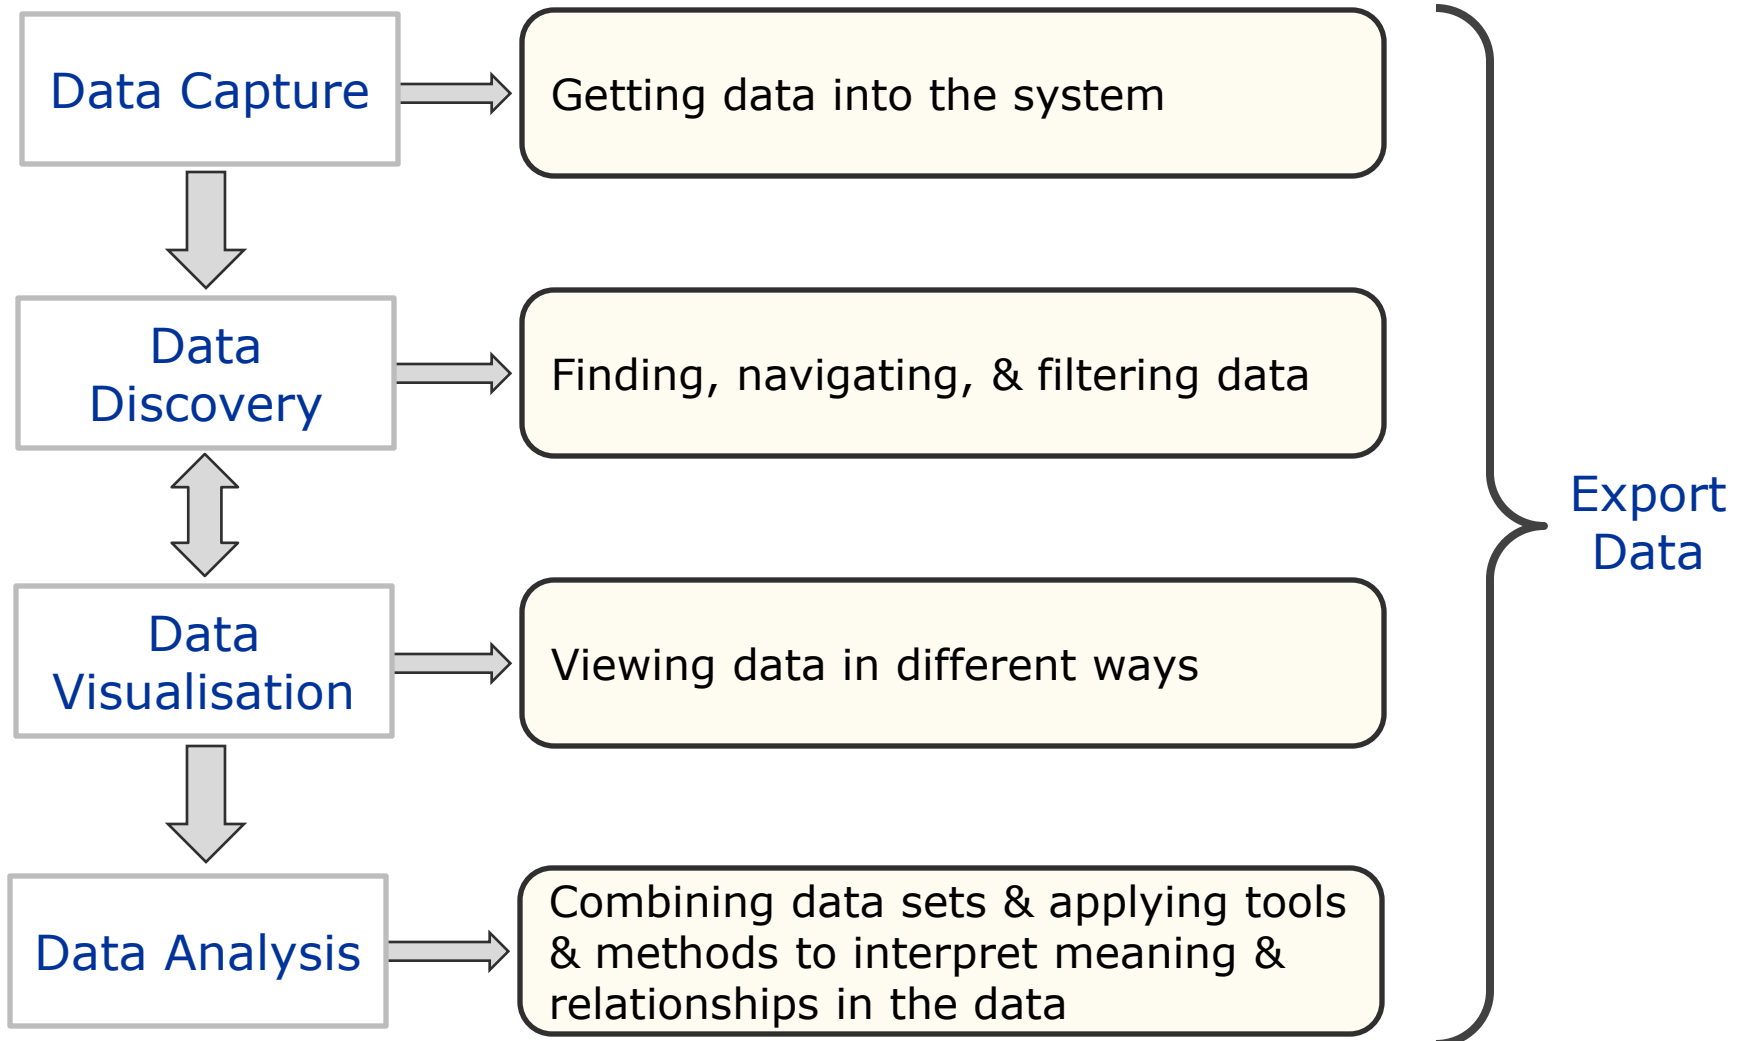 Data Capture
Getting data into the system
Data
Discovery
Finding, navigating, & filtering data
Export
Data
Data
Visualisation
Viewing data in different ways
Data Analysis
Combining data sets & applying tools
& methods to interpret meaning &
relationships in the data